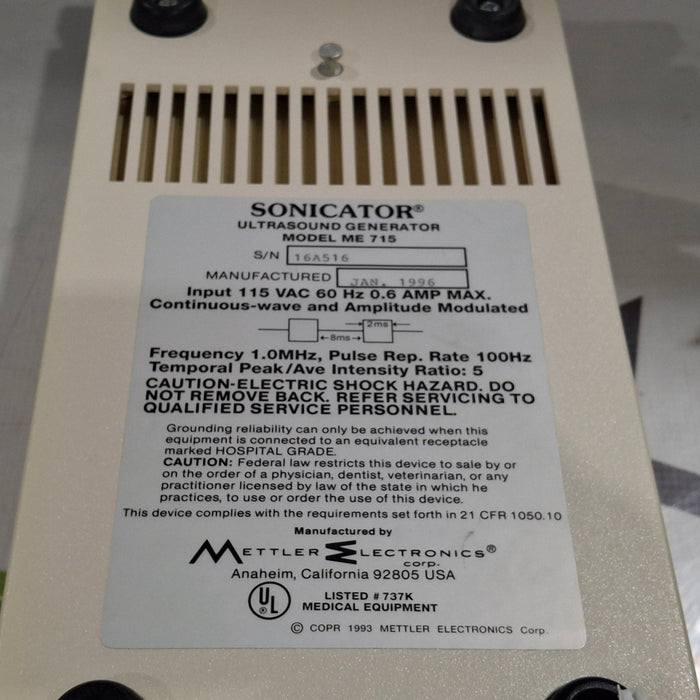 SONICATOR®
ULTRASOUND GENERATOR
MODEL ME 715
S/N 16A516
MANUFACTURED JAN. 1996
Input 115 VAC 60 Hz 0.6 AMP MAX.
Continuous-wave and Amplitude Modulated
2ms
8ms
Frequency 1.0MHz, Pulse Rep. Rate 100Hz
Temporal Peak/Ave Intensity Ratio: 5
CAUTION-ELECTRIC SHOCK HAZARD. DO
NOT REMOVE BACK. REFER SERVICING TO
QUALIFIED SERVICE PERSONNEL.
Grounding reliability can only be achieved when this
equipment is connected to an equivalent receptacle
marked HOSPITAL GRADE.
CAUTION: Federal law restricts this device to sale by or
on the order of a physician, dentist, veterinarian, or any
practitioner licensed by law of the state in which he
practices, to use or order the use of this device.
This device complies with the requirements set forth in 21 CFR 1050.10
Manufactured by
METTLER ELECTRONICS®
corp.
Anaheim, California 92805 USA
UL®
LISTED # 737K
MEDICAL EQUIPMENT
© COPR 1993 METTLER ELECTRONICS Corp.